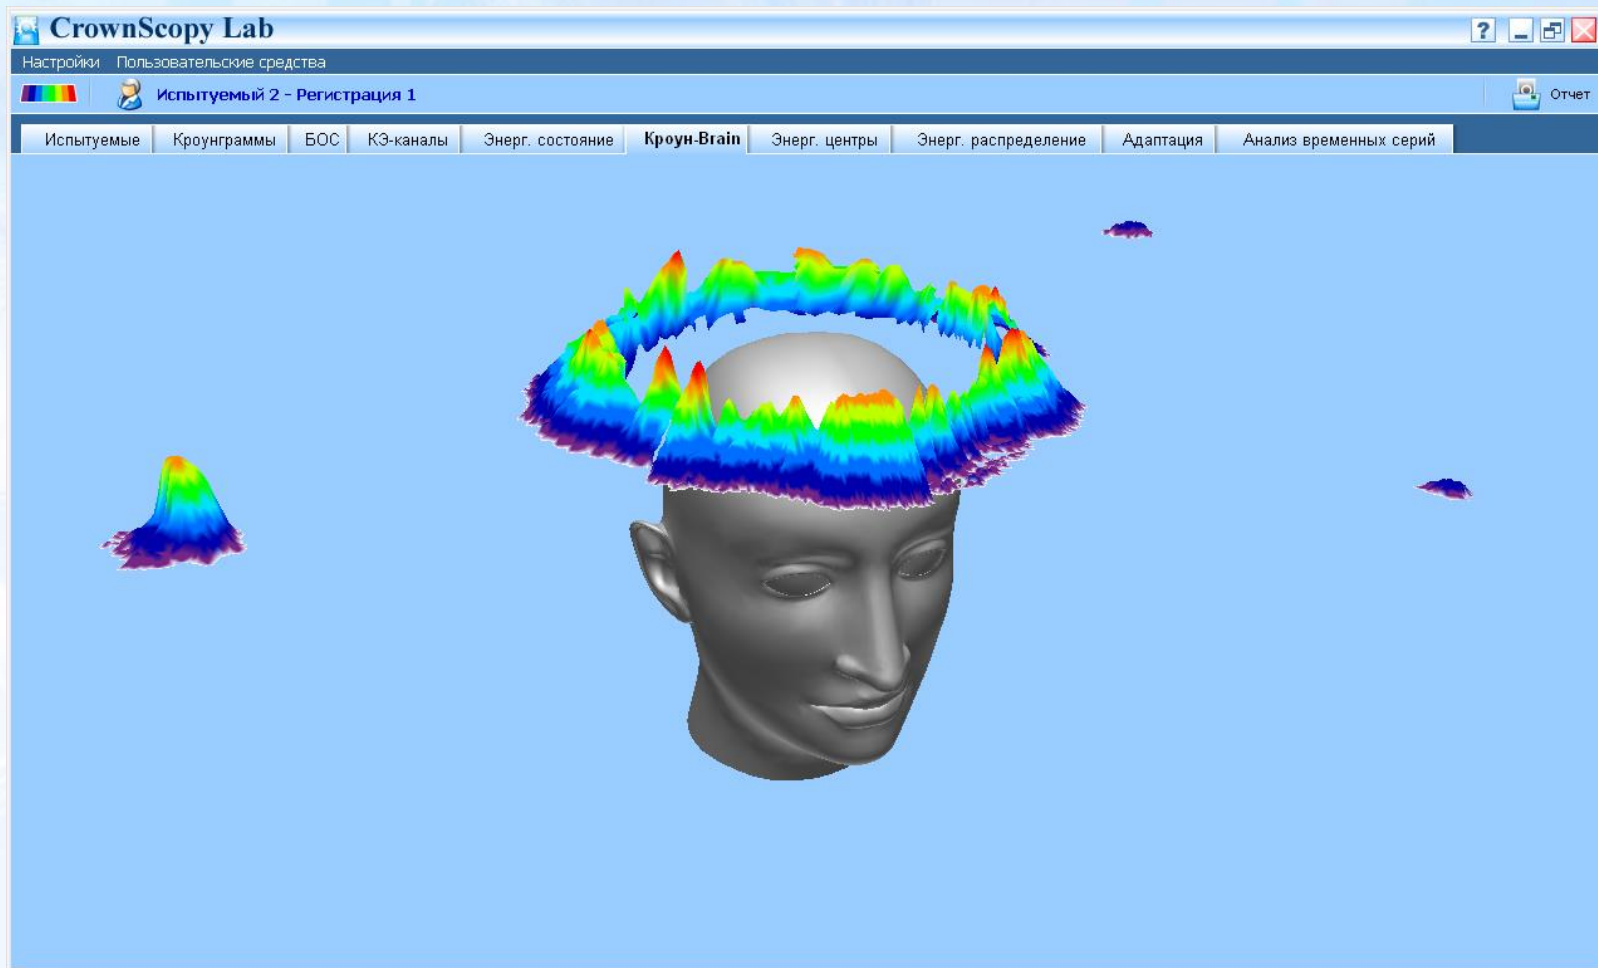 CrownScopy Lab
Настройки Пользовательские средства
Испытуемый 2 - Регистрация 1
Отчет
Испытуемые Кроунграммы БОС КЭ-каналы Энерг. состояние Кроун-Brain Энерг. центры Энерг. распределение Адаптация Анализ временных серий